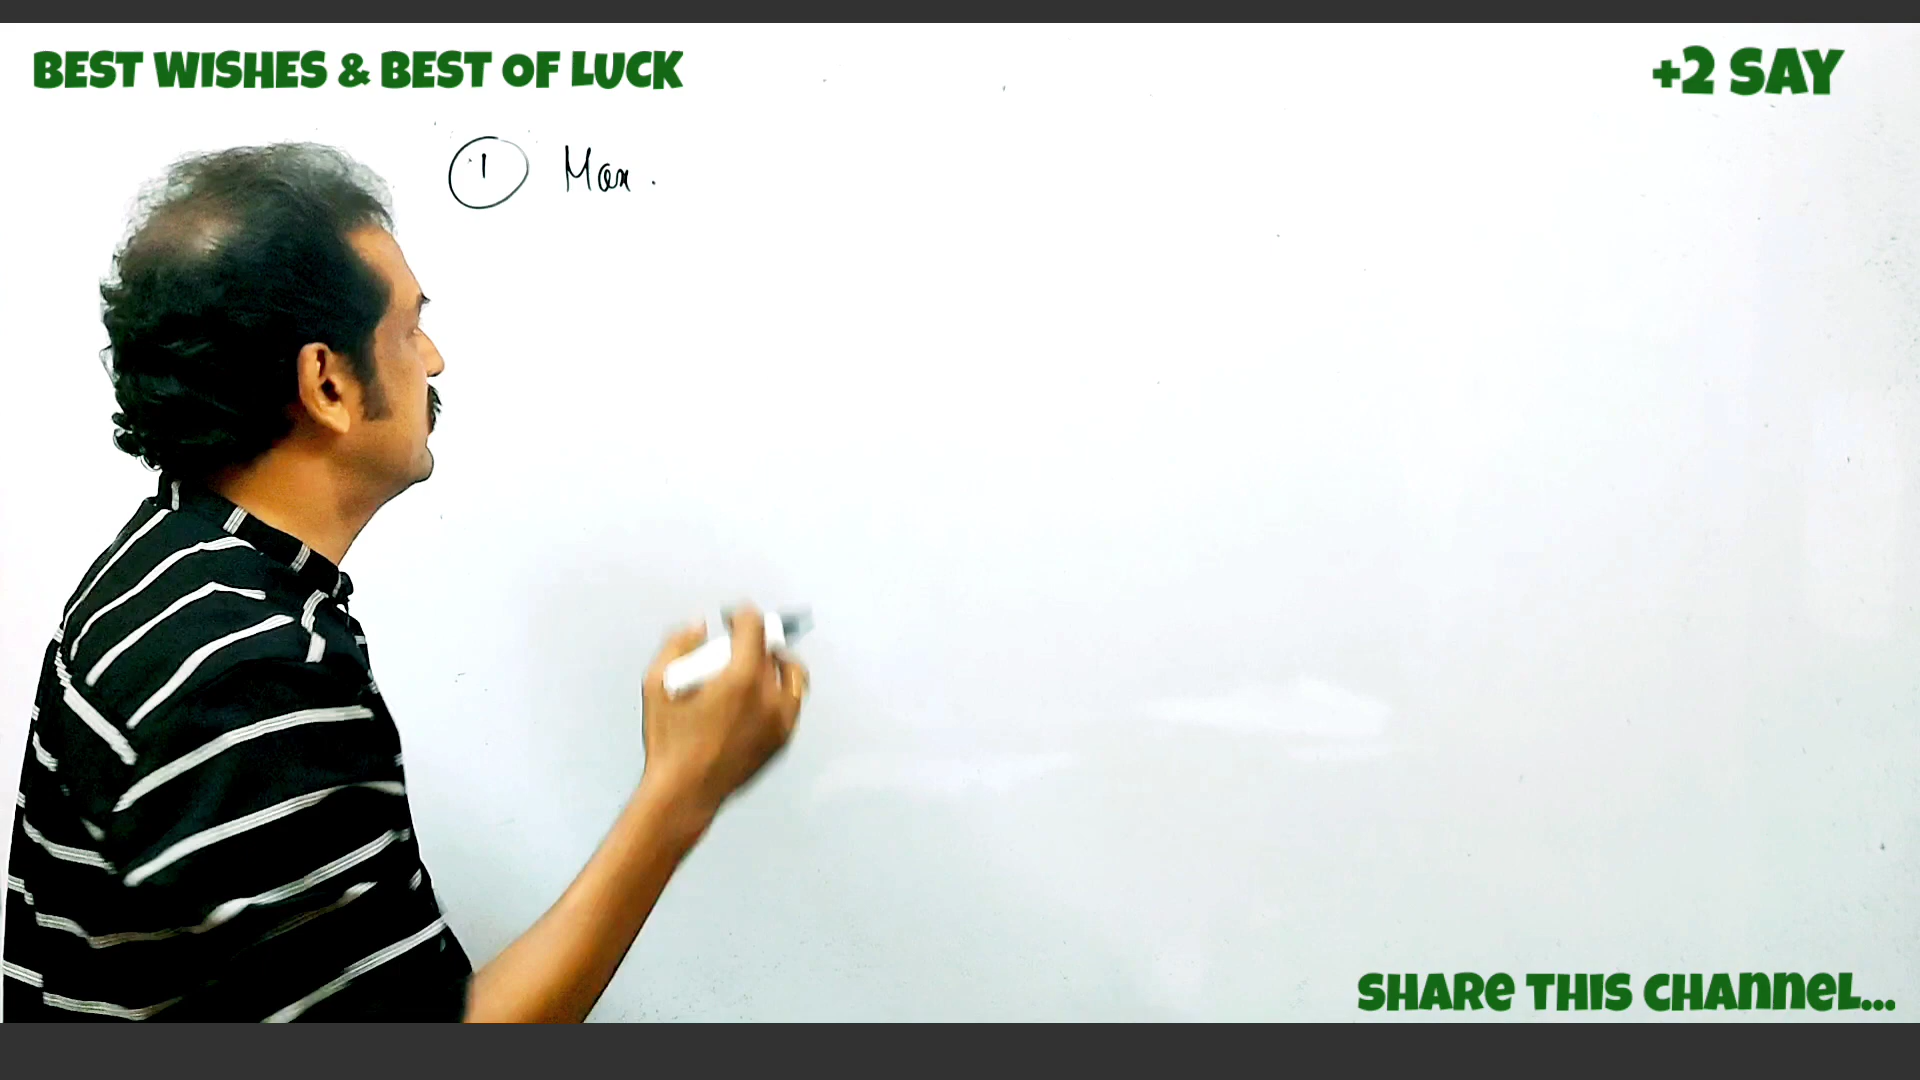 BEST WISHES & BEST OF LUCK
+2 SAY
1 Max.
SHARE THIS CHANNEL...